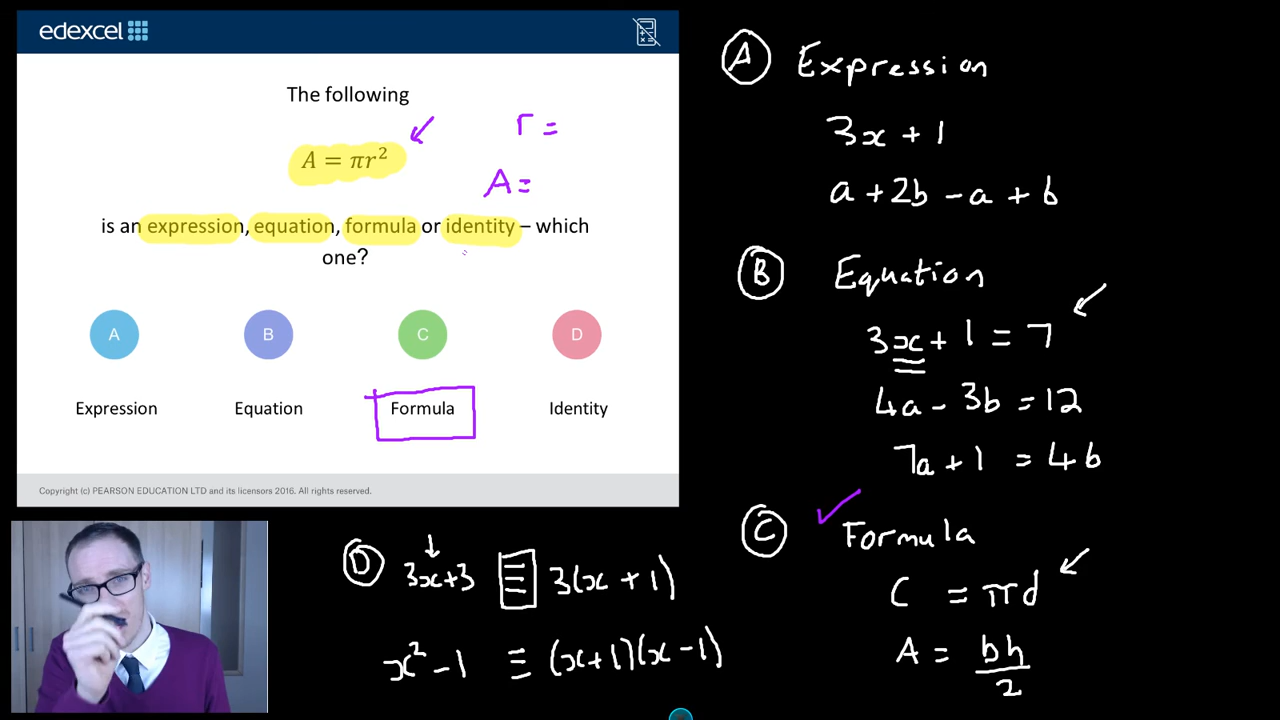 edexcel
The following
A = πr²
r =
A =
is an expression, equation, formula or identity – which
one?
A
B
C
D
Expression
Equation
Formula
Identity
Copyright (c) PEARSON EDUCATION LTD and its licensors 2016. All rights reserved.
A Expression
3x + 1
a + 2b - a + b
B Equation
3x + 1 = 7
4a - 3b = 12
7a + 1 = 4b
C Formula
C = πd
A = bh/2
D 3x+3 ≡ 3(x + 1)
x² - 1 ≡ (x+1)(x - 1)